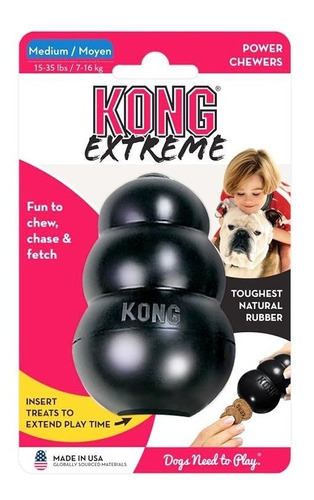 Medium / Moyen
15-35 lbs / 7-16 kg
POWER
CHEWERS
KONG®
EXTREME
Fun to
chew,
chase &
fetch
KONG
TOUGHEST
NATURAL
RUBBER
INSERT
TREATS TO
EXTEND PLAY TIME
MADE IN USA
GLOBALLY SOURCED MATERIALS
Dogs Need to Play®